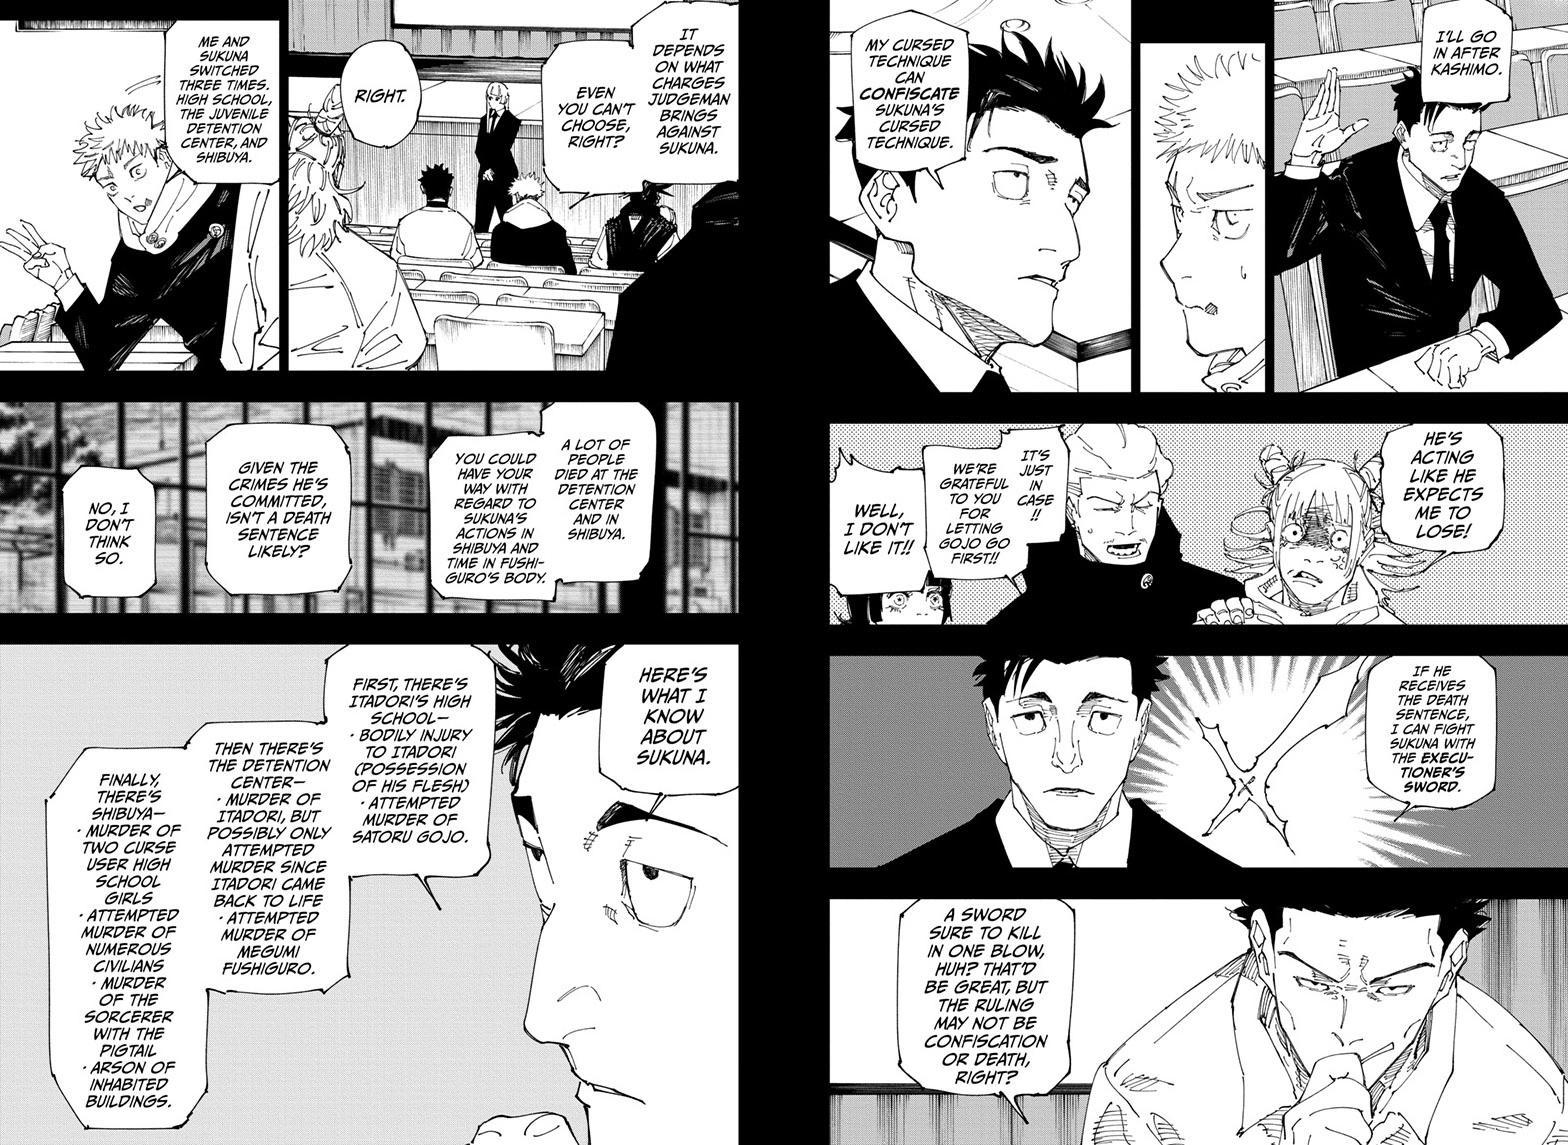 I'LL GO
IN AFTER
KASHIMO.
MY CURSED
TECHNIQUE
CAN
CONFISCATE
SUKUNA'S
CURSED
TECHNIQUE.
HE'S
ACTING
LIKE HE
EXPECTS
ME TO
LOSE!
IT'S
JUST
IN
CASE
!!
WE'RE
GRATEFUL
TO YOU
FOR
LETTING
GOJO GO
FIRST!!
WELL,
I DON'T
LIKE IT!!
IF HE
RECEIVES
THE DEATH
SENTENCE,
I CAN FIGHT
SUKUNA WITH
THE EXECU-
TIONER'S
SWORD.
A SWORD
SURE TO KILL
IN ONE BLOW,
HUH? THAT'D
BE GREAT, BUT
THE RULING
MAY NOT BE
CONFISCATION
OR DEATH,
RIGHT?
IT
DEPENDS
ON WHAT
CHARGES
JUDGEMAN
BRINGS
AGAINST
SUKUNA.
EVEN
YOU CAN'T
CHOOSE,
RIGHT?
RIGHT.
ME AND
SUKUNA
SWITCHED
THREE TIMES.
HIGH SCHOOL,
THE JUVENILE
DETENTION
CENTER, AND
SHIBUYA.
A LOT OF
PEOPLE
DIED AT THE
DETENTION
CENTER
AND IN
SHIBUYA.
YOU COULD
HAVE YOUR
WAY WITH
REGARD TO
SUKUNA'S
ACTIONS IN
SHIBUYA AND
TIME IN FUSHI-
GURO'S BODY.
GIVEN THE
CRIMES HE'S
COMMITTED,
ISN'T A DEATH
SENTENCE
LIKELY?
NO, I
DON'T
THINK
SO.
HERE'S
WHAT I
KNOW
ABOUT
SUKUNA.
FIRST, THERE'S
ITADORI'S HIGH
SCHOOL—
· BODILY INJURY
TO ITADORI
(POSSESSION
OF HIS FLESH)
· ATTEMPTED
MURDER OF
SATORU GOJO.
THEN THERE'S
THE DETENTION
CENTER—
· MURDER OF
ITADORI, BUT
POSSIBLY ONLY
ATTEMPTED
MURDER SINCE
ITADORI CAME
BACK TO LIFE
· ATTEMPTED
MURDER OF
MEGUMI
FUSHIGURO.
FINALLY,
THERE'S
SHIBUYA—
· MURDER OF
TWO CURSE
USER HIGH
SCHOOL
GIRLS
· ATTEMPTED
MURDER OF
NUMEROUS
CIVILIANS
· MURDER
OF THE
SORCERER
WITH THE
PIGTAIL
· ARSON OF
INHABITED
BUILDINGS.